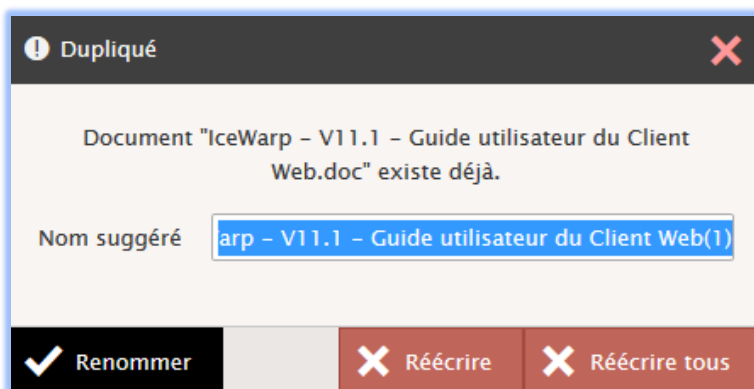 Dupliqué
Document "IceWarp – V11.1 – Guide utilisateur du Client
Web.doc" existe déjà.
Nom suggéré arp – V11.1 – Guide utilisateur du Client Web(1)
Renommer Réécrire Réécrire tous